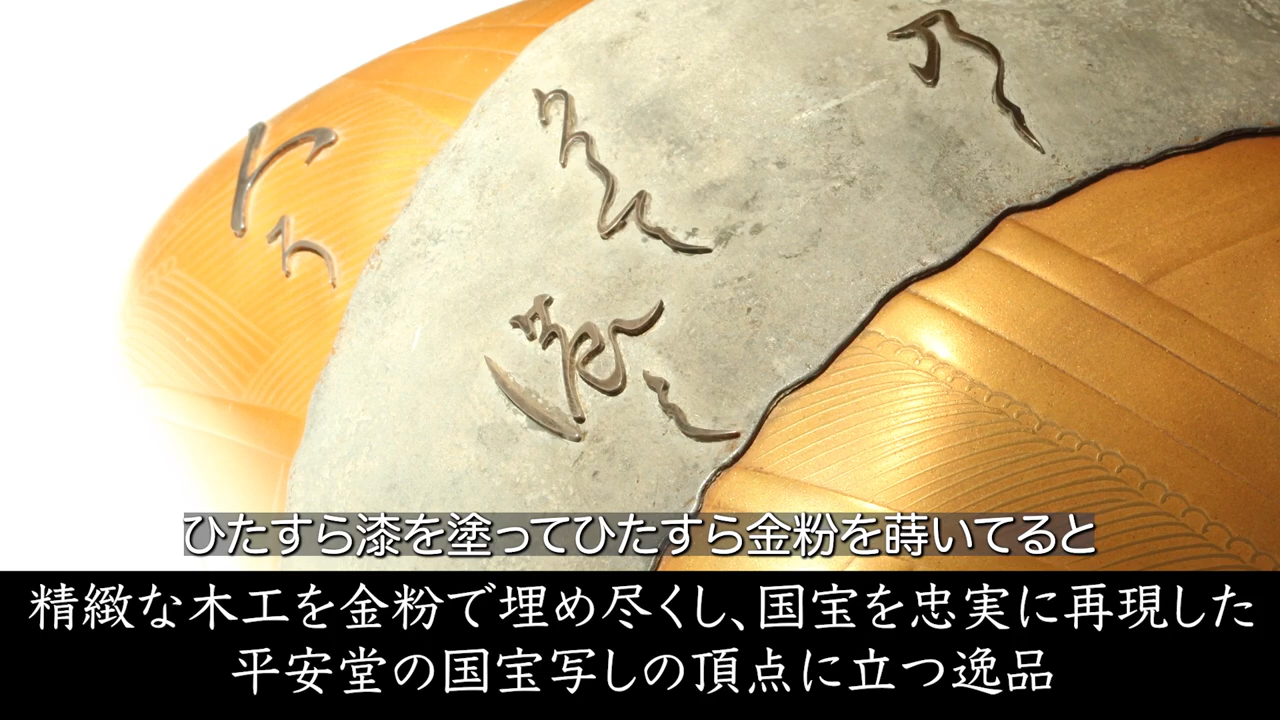 乃
ひたすら漆を塗ってひたすら金粉を蒔いてると
精緻な木工を金粉で埋め尽くし、国宝を忠実に再現した
平安堂の国宝写しの頂点に立つ逸品